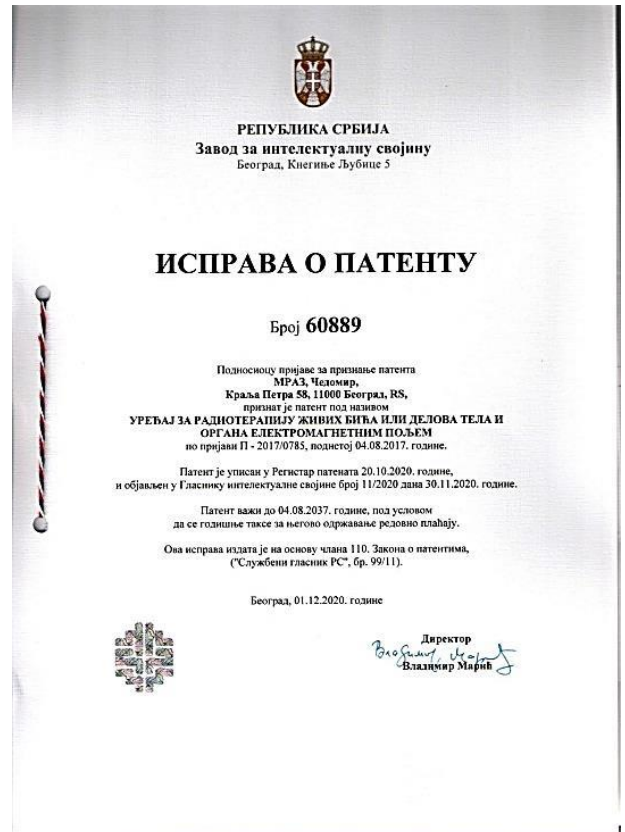 РЕПУБЛИКА СРБИЈА
Завод за интелектуалну својину
Београд, Кнегиње Љубице 5
ИСПРАВА О ПАТЕНТУ
Број 60889
Подносиоцу пријаве за признање патента
МРАЗ, Чедомир,
Краља Петра 58, 11000 Београд, RS,
признат је патент под називом
УРЕЂАЈ ЗА РАДИОТЕРАПИЈУ ЖИВИХ БИЋА ИЛИ ДЕЛОВА ТЕЛА И
ОРГАНА ЕЛЕКТРОМАГНЕТНИМ ПОЉЕМ
по пријави П - 2017/0785, поднетој 04.08.2017. године.
Патент је уписан у Регистар патената 20.10.2020. године,
и објављен у Гласнику интелектуалне својине број 11/2020 дана 30.11.2020. године.
Патент важи до 04.08.2037. године, под условом
да се годишње таксе за његово одржавање редовно плаћају.
Ова исправа издата је на основу члана 110. Закона о патентима,
("Службени гласник РС", бр. 99/11).
Београд, 01.12.2020. године
Директор
Владимир Марић
Владимир Марић